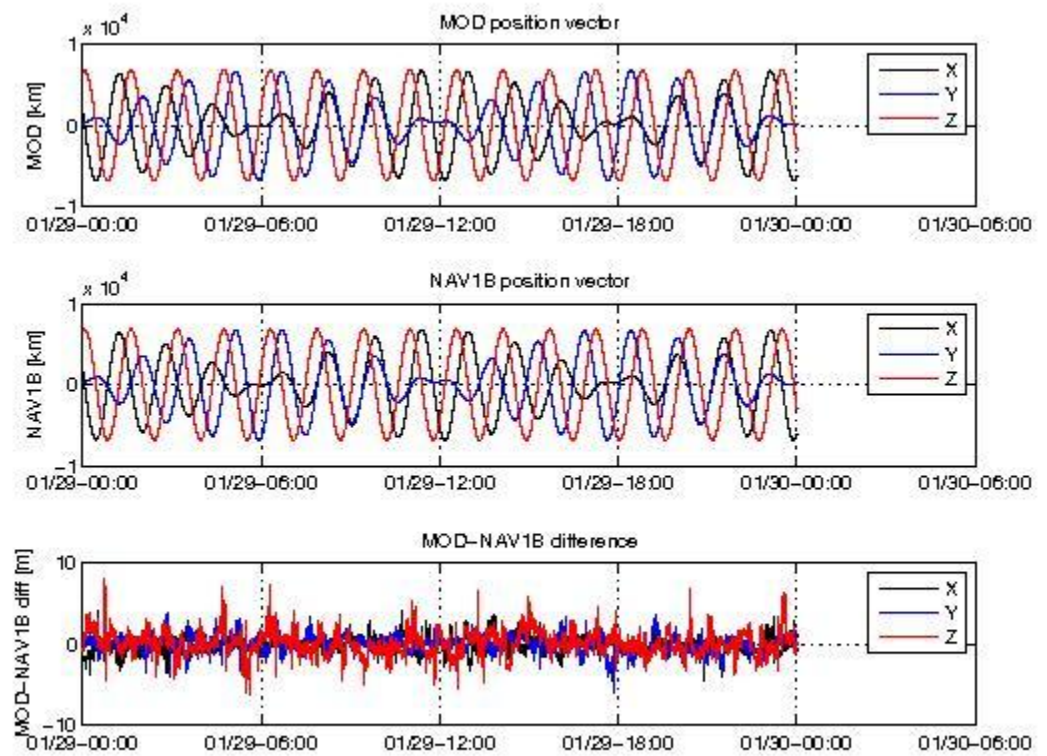 MOD position vector
x 10^4
1
0
-1
MOD [km]
X
Y
Z
01/29-00:00 01/29-06:00 01/29-12:00 01/29-18:00 01/30-00:00 01/30-06:00
NAV1B position vector
x 10^4
1
0
-1
NAV1B [km]
X
Y
Z
01/29-00:00 01/29-06:00 01/29-12:00 01/29-18:00 01/30-00:00 01/30-06:00
MOD-NAV1B difference
10
0
-10
MOD-NAV1B diff [m]
X
Y
Z
01/29-00:00 01/29-06:00 01/29-12:00 01/29-18:00 01/30-00:00 01/30-06:00